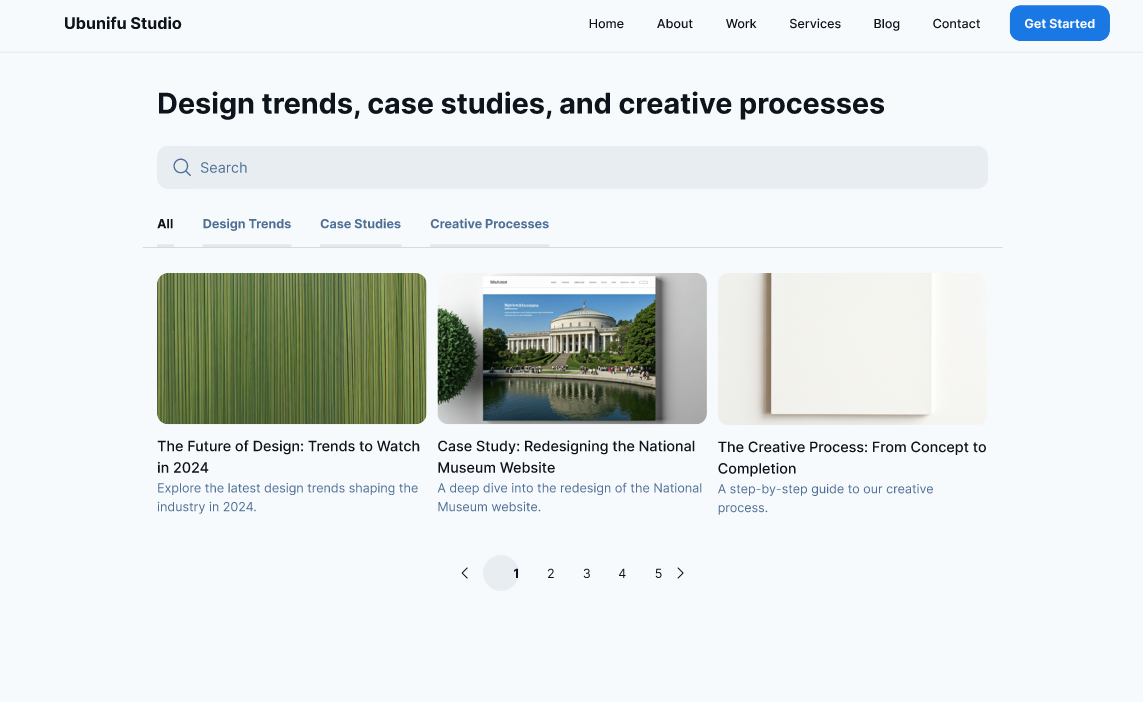 Ubunifu Studio
Home About Work Services Blog Contact Get Started
Design trends, case studies, and creative processes
Search
All Design Trends Case Studies Creative Processes
The Future of Design: Trends to Watch
in 2024
Explore the latest design trends shaping the
industry in 2024.
Case Study: Redesigning the National
Museum Website
A deep dive into the redesign of the National
Museum website.
The Creative Process: From Concept to
Completion
A step-by-step guide to our creative
process.
1 2 3 4 5